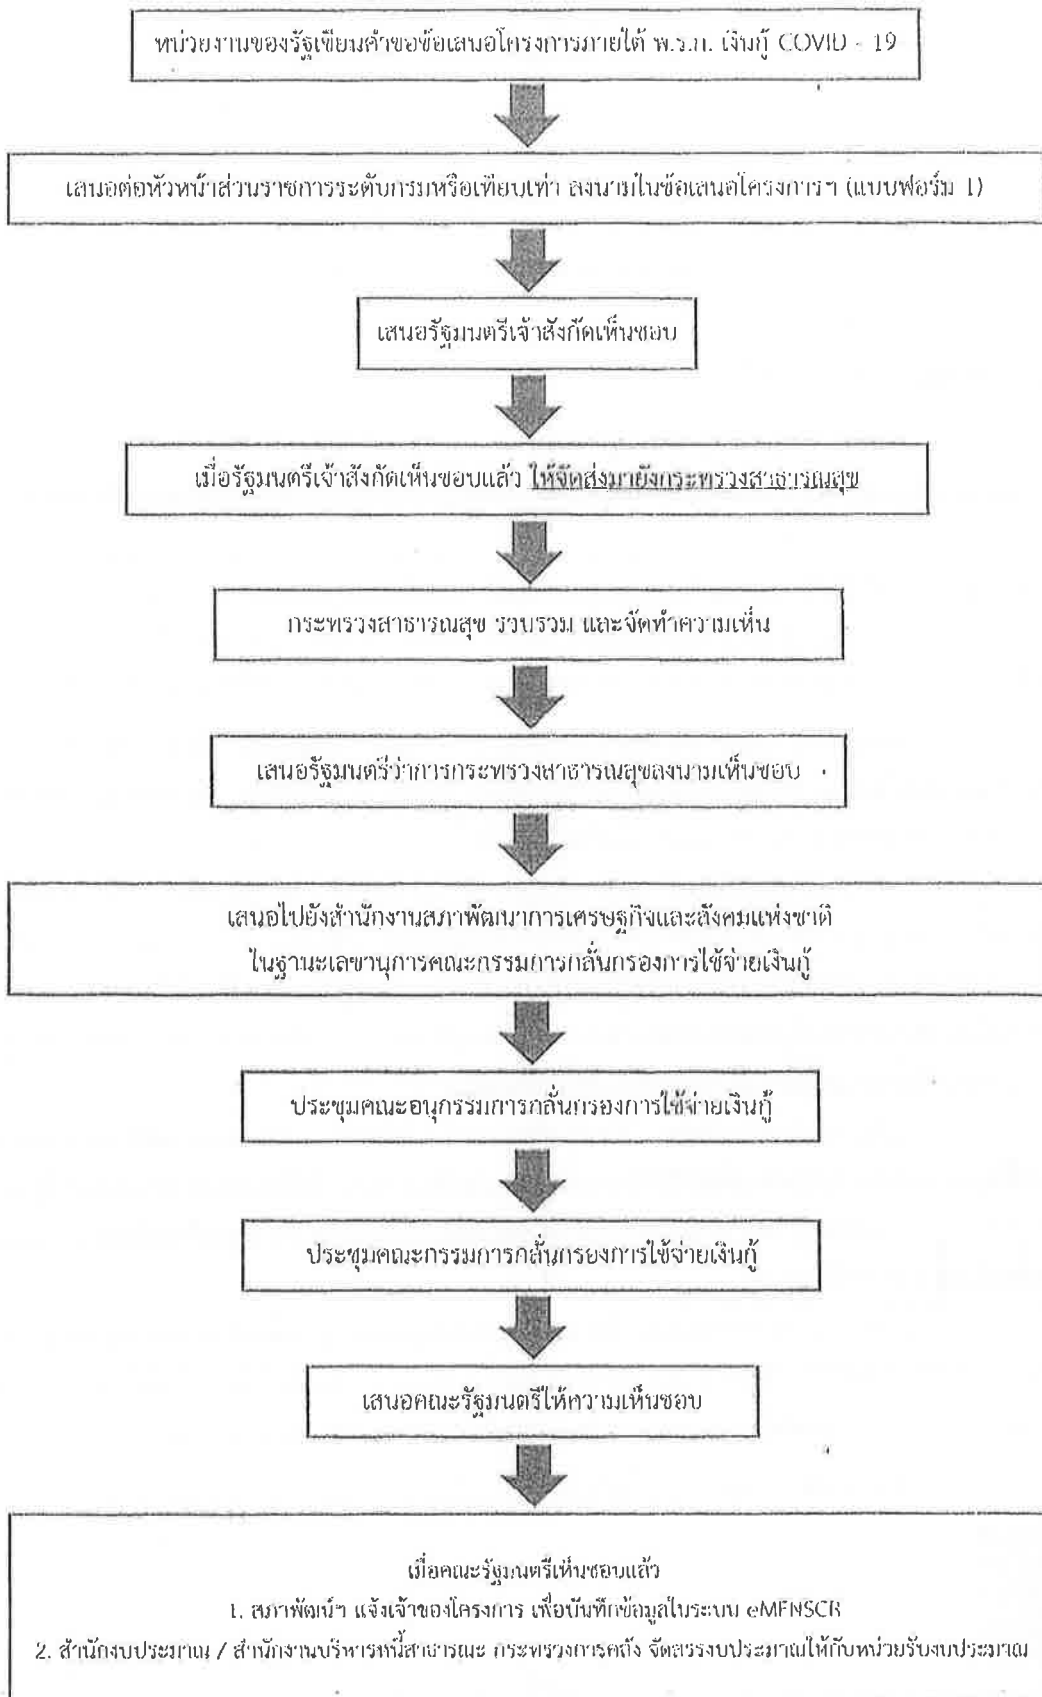 หน่วยงานของรัฐเขียนคำขอข้อเสนอโครงการภายใต้ พ.ร.ก. เงินกู้ COVID - 19
เสนอต่อหัวหน้าส่วนราชการระดับกรมหรือเทียบเท่า ลงนามในข้อเสนอโครงการฯ (แบบฟอร์ม 1)
เสนอรัฐมนตรีเจ้าสังกัดเห็นชอบ
เมื่อรัฐมนตรีเจ้าสังกัดเห็นชอบแล้ว ให้จัดส่งมายังกระทรวงสาธารณสุข
กระทรวงสาธารณสุข รวบรวม และจัดทำความเห็น
เสนอรัฐมนตรีว่าการกระทรวงสาธารณสุขลงนามเห็นชอบ
เสนอไปยังสำนักงานสภาพัฒนาการเศรษฐกิจและสังคมแห่งชาติ
ในฐานะเลขานุการคณะกรรมการกลั่นกรองการใช้จ่ายเงินกู้
ประชุมคณะอนุกรรมการกลั่นกรองการใช้จ่ายเงินกู้
ประชุมคณะกรรมการกลั่นกรองการใช้จ่ายเงินกู้
เสนอคณะรัฐมนตรีให้ความเห็นชอบ
เมื่อคณะรัฐมนตรีเห็นชอบแล้ว
1. สภาพัฒน์ฯ แจ้งเจ้าของโครงการ เพื่อบันทึกข้อมูลในระบบ eMENSCR
2. สำนักงบประมาณ / สำนักงานบริหารหนี้สาธารณะ กระทรวงการคลัง จัดสรรงบประมาณให้กับหน่วยรับงบประมาณ